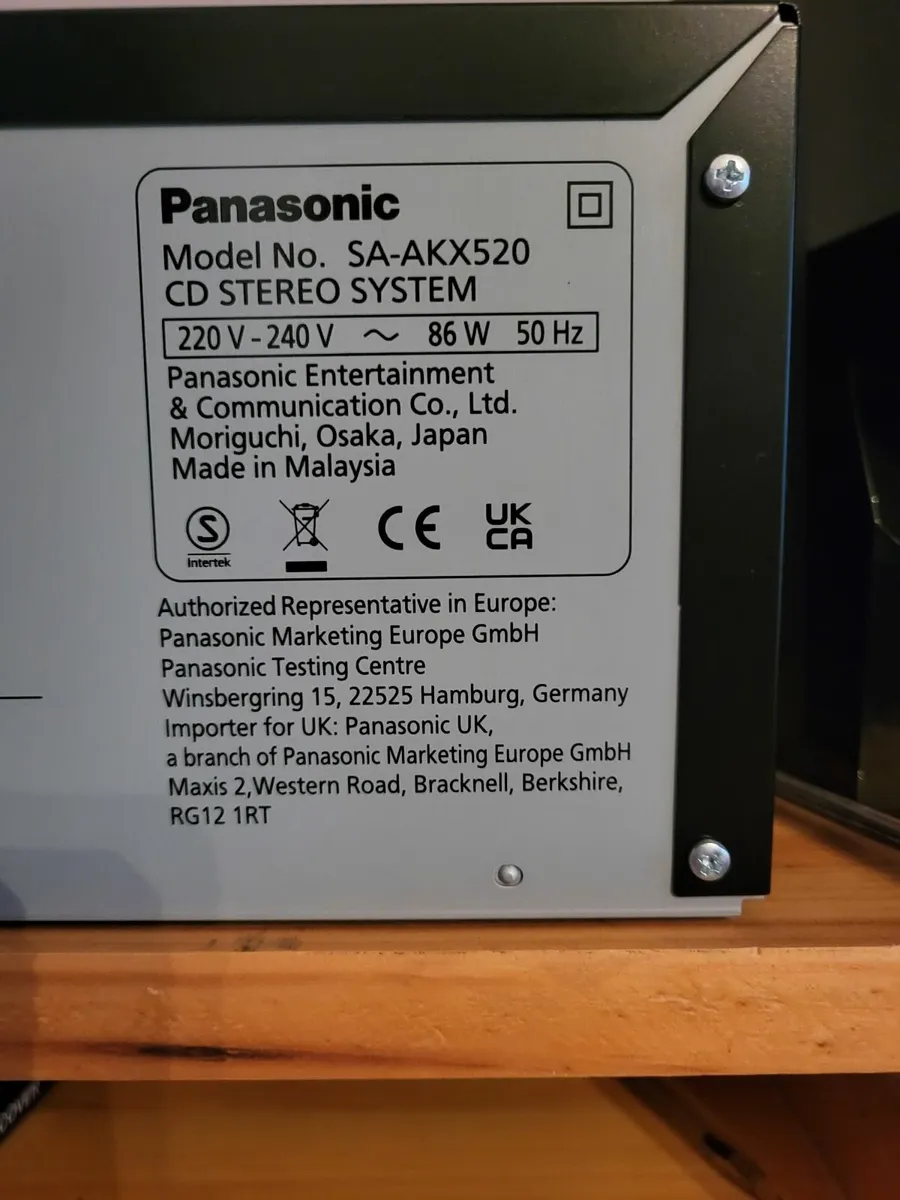 Panasonic
Model No. SA-AKX520
CD STEREO SYSTEM
220 V - 240 V ~ 86 W 50 Hz
Panasonic Entertainment
& Communication Co., Ltd.
Moriguchi, Osaka, Japan
Made in Malaysia
S
Intertek
CE
UK
CA
Authorized Representative in Europe:
Panasonic Marketing Europe GmbH
Panasonic Testing Centre
Winsbergring 15, 22525 Hamburg, Germany
Importer for UK: Panasonic UK,
a branch of Panasonic Marketing Europe GmbH
Maxis 2,Western Road, Bracknell, Berkshire,
RG12 1RT